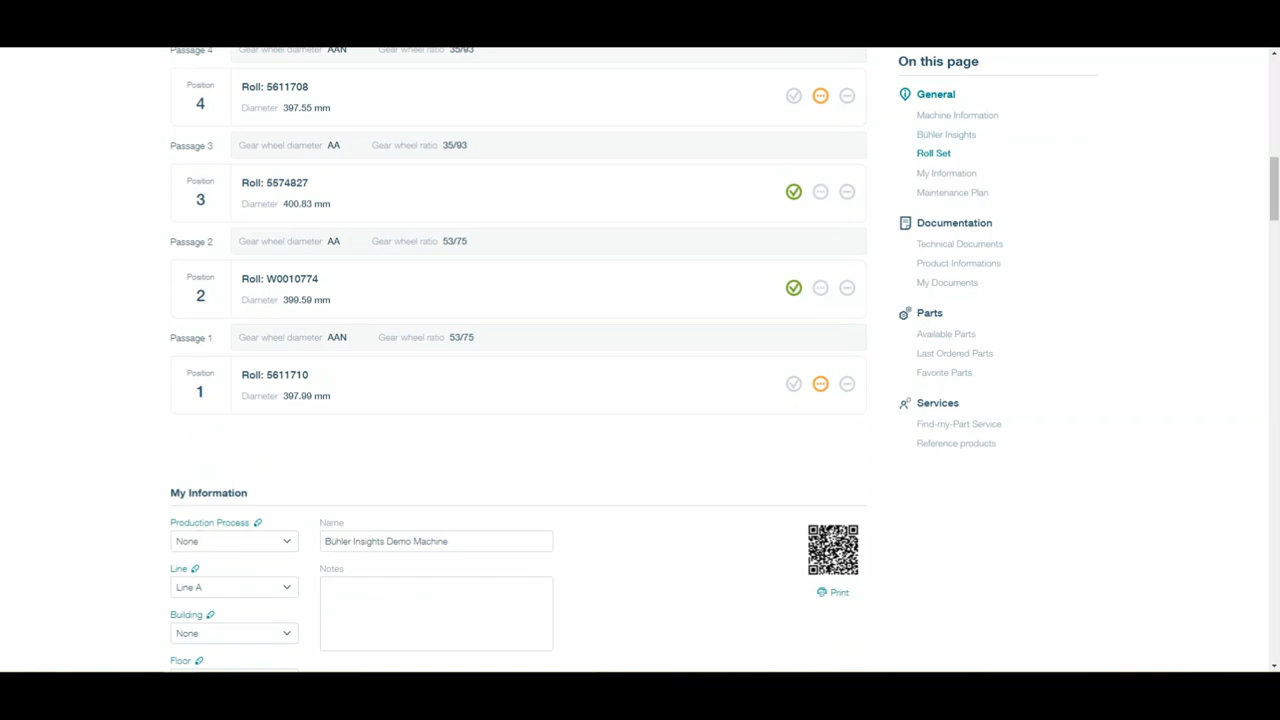 Passage 4 Gear wheel diameter AAN Gear wheel ratio 35/93
Position
4
Roll: 5611708
Diameter 397.55 mm
Passage 3 Gear wheel diameter AA Gear wheel ratio 35/93
Position
3
Roll: 5574827
Diameter 400.83 mm
Passage 2 Gear wheel diameter AA Gear wheel ratio 53/75
Position
2
Roll: W0010774
Diameter 399.59 mm
Passage 1 Gear wheel diameter AAN Gear wheel ratio 53/75
Position
1
Roll: 5611710
Diameter 397.99 mm
My Information
Production Process
None
Line
Line A
Building
None
Floor
Name
Bühler Insights Demo Machine
Notes
Print
On this page
General
Machine Information
Bühler Insights
Roll Set
My Information
Maintenance Plan
Documentation
Technical Documents
Product Informations
My Documents
Parts
Available Parts
Last Ordered Parts
Favorite Parts
Services
Find-my-Part Service
Reference products